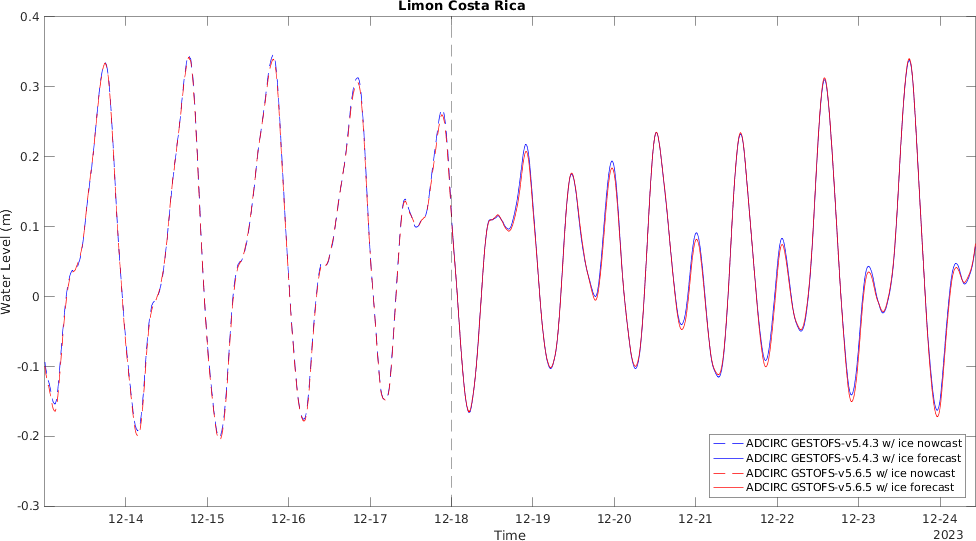 Limon Costa Rica
0.4
0.3
0.2
0.1
0
-0.1
-0.2
-0.3
Water Level (m)
12-14 12-15 12-16 12-17 12-18 12-19 12-20 12-21 12-22 12-23 12-24
2023
Time
ADCIRC GESTOFS-v5.4.3 w/ ice nowcast
ADCIRC GESTOFS-v5.4.3 w/ ice forecast
ADCIRC GSTOFS-v5.6.5 w/ ice nowcast
ADCIRC GSTOFS-v5.6.5 w/ ice forecast